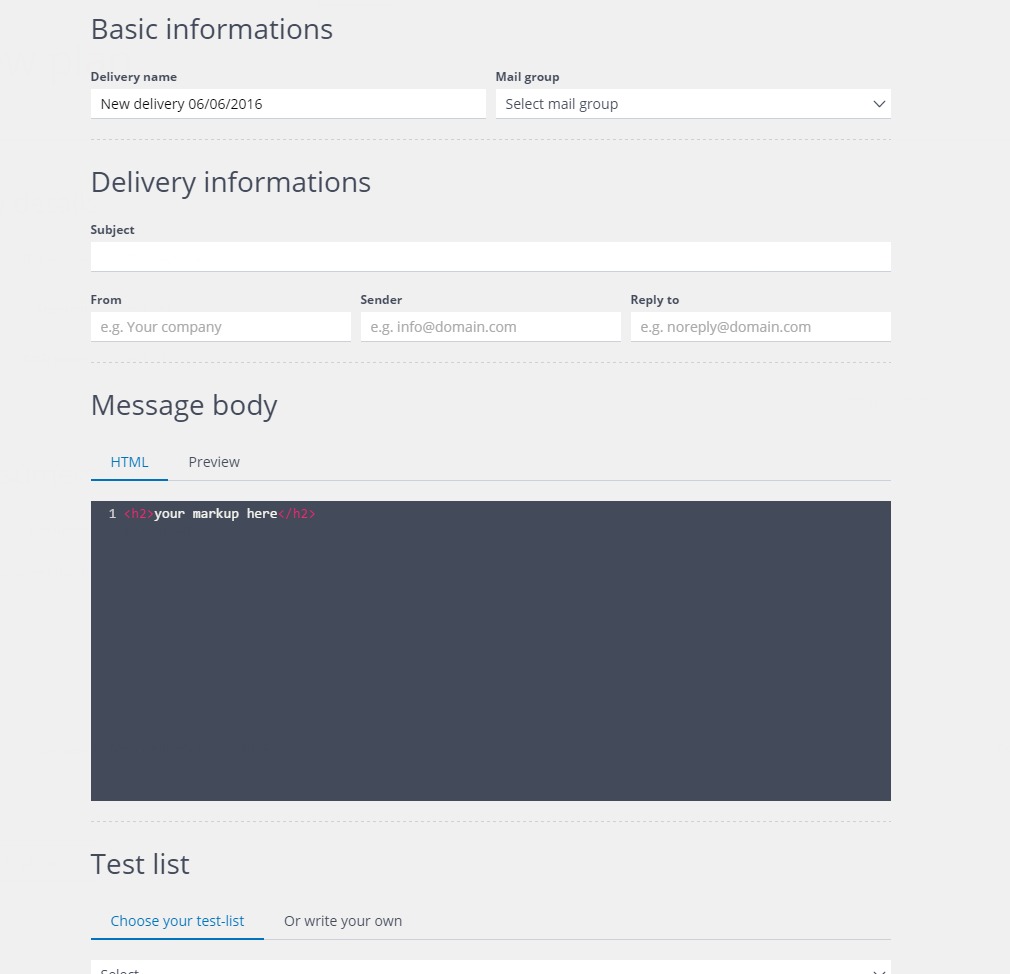 Basic informations
Delivery name Mail group
New delivery 06/06/2016 Select mail group
Delivery informations
Subject
From Sender Reply to
e.g. Your company e.g. info@domain.com e.g. noreply@domain.com
Message body
HTML Preview
1 <h2>your markup here</h2>
Test list
Choose your test-list Or write your own
Select